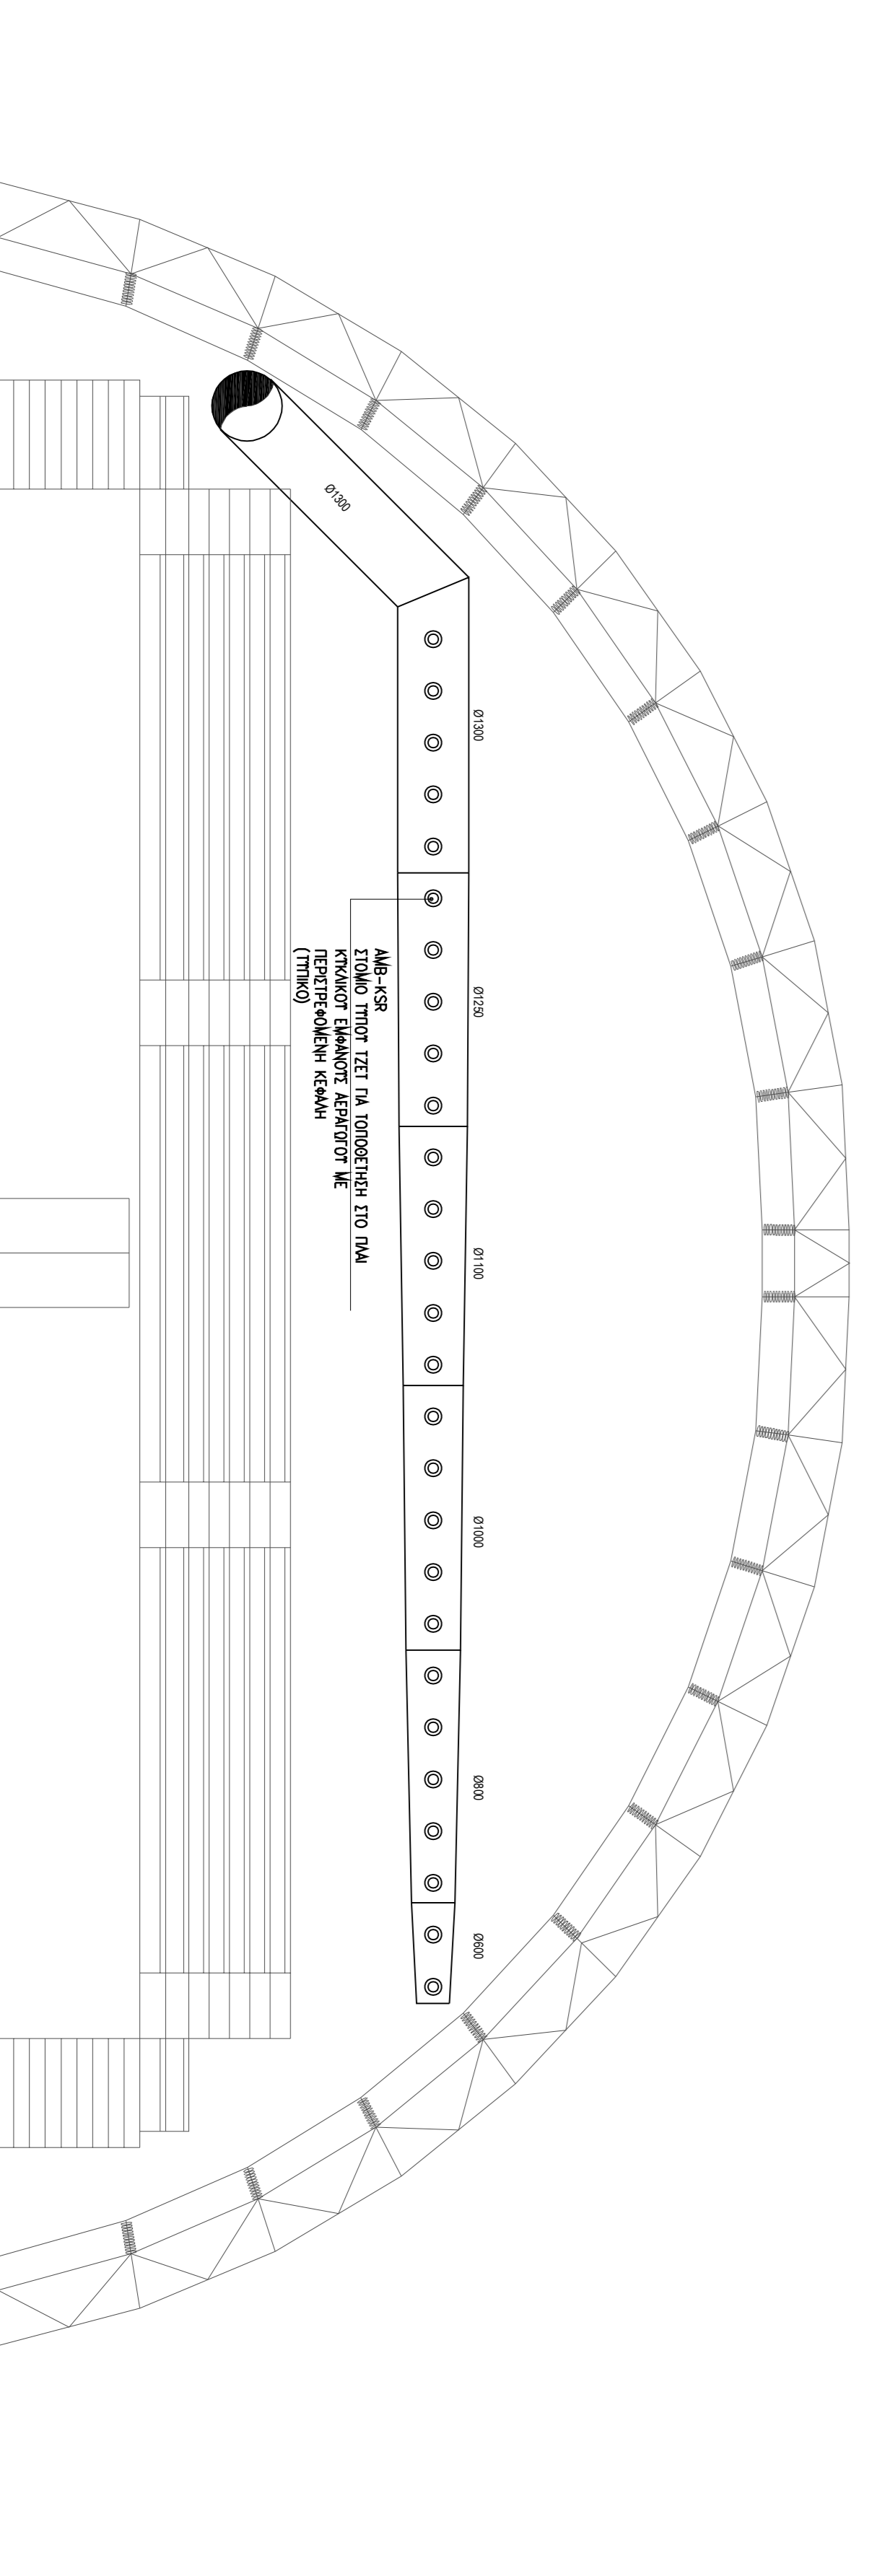 Ø1300
Ø1300
Ø1250
Ø1100
Ø1000
Ø800
Ø600
AMB-KSR
ΣΤΟΜΙΟ ΤΥΠΟΥ ΤΖΕΤ ΓΙΑ ΤΟΠΟΘΕΤΗΣΗ ΣΤΟ ΠΛΑΙ
ΚΥΚΛΙΚΟΥ ΕΜΦΑΝΟΥΣ ΑΕΡΑΓΩΓΟΥ ΜΕ
ΠΕΡΙΣΤΡΕΦΟΜΕΝΗ ΚΕΦΑΛΗ
(ΤΥΠΙΚΟ)